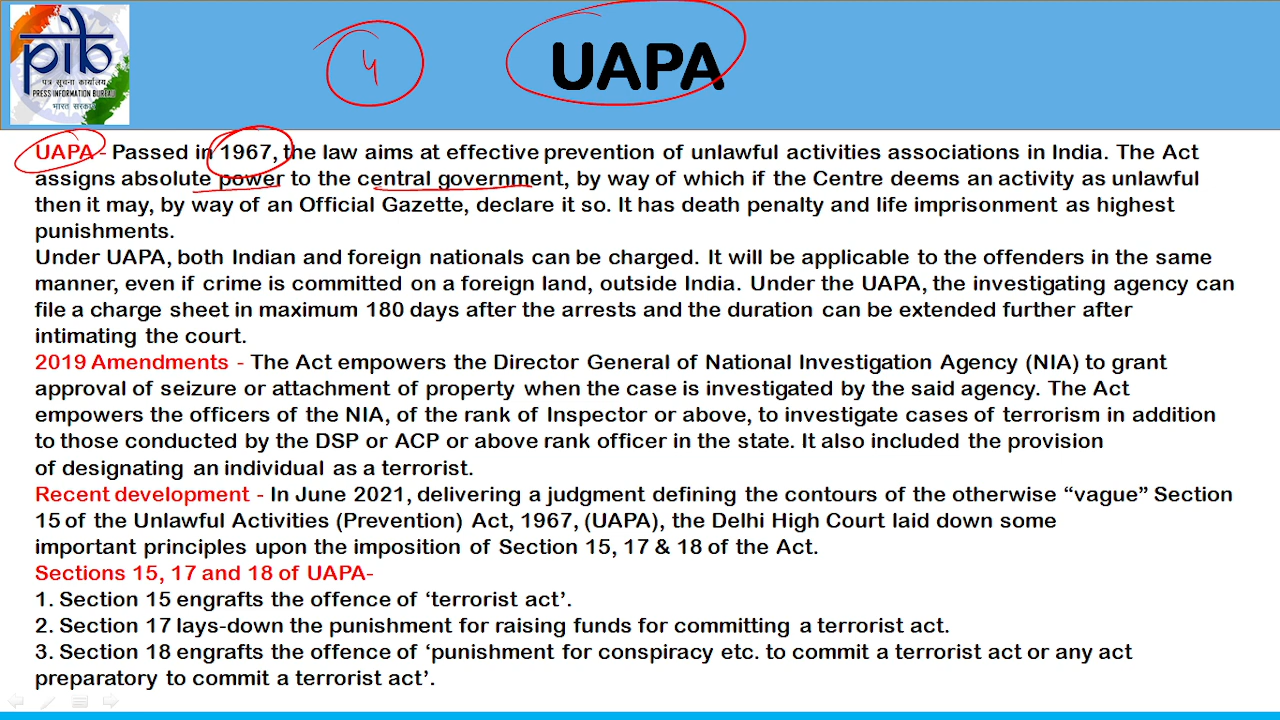 पीआईबी
pib
पत्र सूचना कार्यालय
PRESS INFORMATION BUREAU
भारत सरकार
4
UAPA
UAPA - Passed in 1967, the law aims at effective prevention of unlawful activities associations in India. The Act
assigns absolute power to the central government, by way of which if the Centre deems an activity as unlawful
then it may, by way of an Official Gazette, declare it so. It has death penalty and life imprisonment as highest
punishments.
Under UAPA, both Indian and foreign nationals can be charged. It will be applicable to the offenders in the same
manner, even if crime is committed on a foreign land, outside India. Under the UAPA, the investigating agency can
file a charge sheet in maximum 180 days after the arrests and the duration can be extended further after
intimating the court.
2019 Amendments - The Act empowers the Director General of National Investigation Agency (NIA) to grant
approval of seizure or attachment of property when the case is investigated by the said agency. The Act
empowers the officers of the NIA, of the rank of Inspector or above, to investigate cases of terrorism in addition
to those conducted by the DSP or ACP or above rank officer in the state. It also included the provision
of designating an individual as a terrorist.
Recent development - In June 2021, delivering a judgment defining the contours of the otherwise “vague” Section
15 of the Unlawful Activities (Prevention) Act, 1967, (UAPA), the Delhi High Court laid down some
important principles upon the imposition of Section 15, 17 & 18 of the Act.
Sections 15, 17 and 18 of UAPA-
1. Section 15 engrafts the offence of ‘terrorist act’.
2. Section 17 lays-down the punishment for raising funds for committing a terrorist act.
3. Section 18 engrafts the offence of ‘punishment for conspiracy etc. to commit a terrorist act or any act
preparatory to commit a terrorist act’.